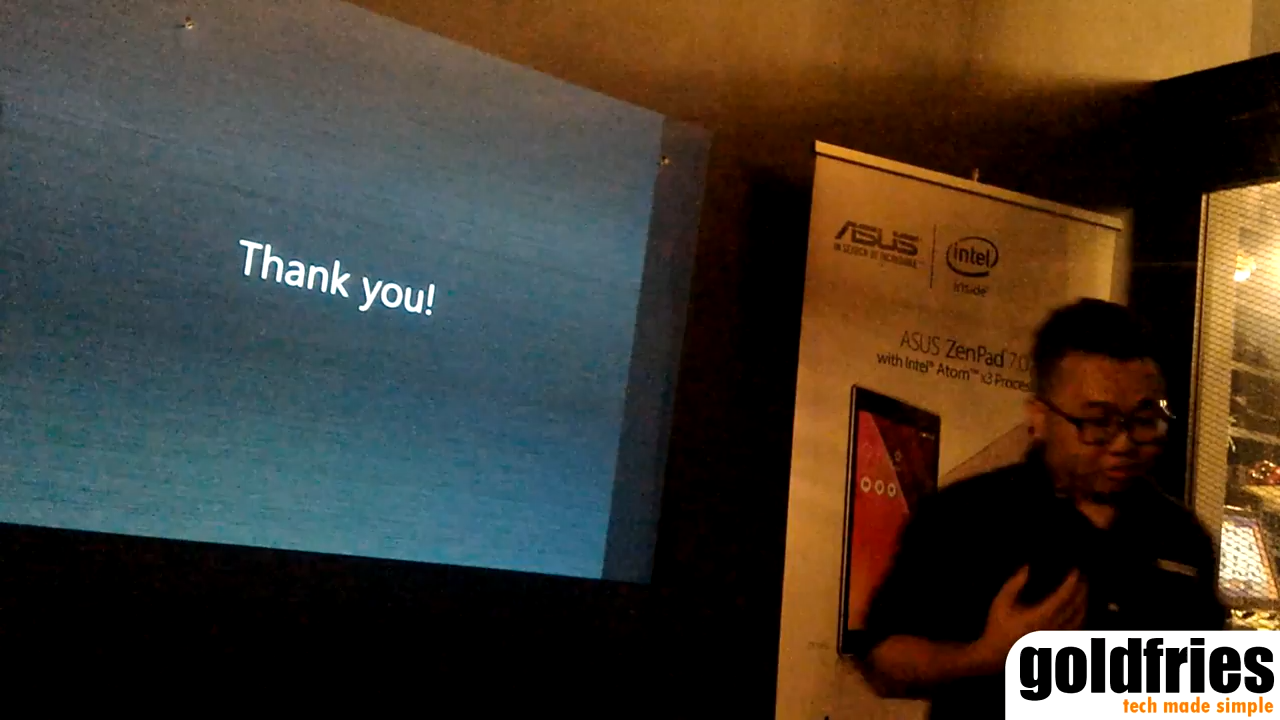 Thank you!
ASUS
IN SEARCH OF INCREDIBLE
intel
inside
ASUS ZenPad 7.0
with Intel® Atom™ x3 Proces
goldfries
tech made simple